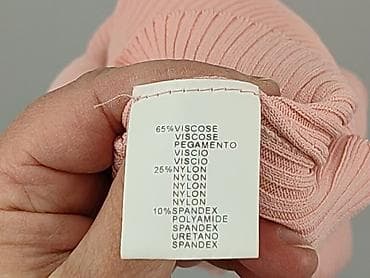 65%VISCOSE
VISCOSE
PEGAMENTO
VISCIO
VISCIO
25%NYLON
NYLON
NYLON
NYLON
NYLON
10%SPANDEX
POLYAMIDE
SPANDEX
URETANO
SPANDEX